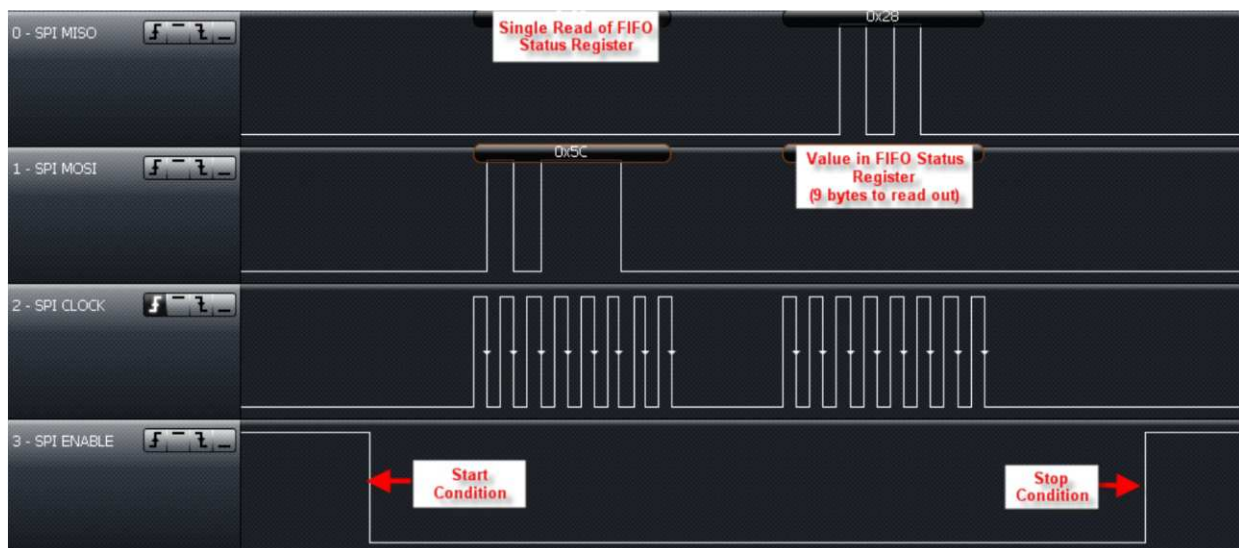 0 - SPI MISO
Single Read of FIFO
Status Register
0x28
1 - SPI MOSI
0x5C
Value in FIFO Status
Register
(9 bytes to read out)
2 - SPI CLOCK
3 - SPI ENABLE
Start
Condition
Stop
Condition